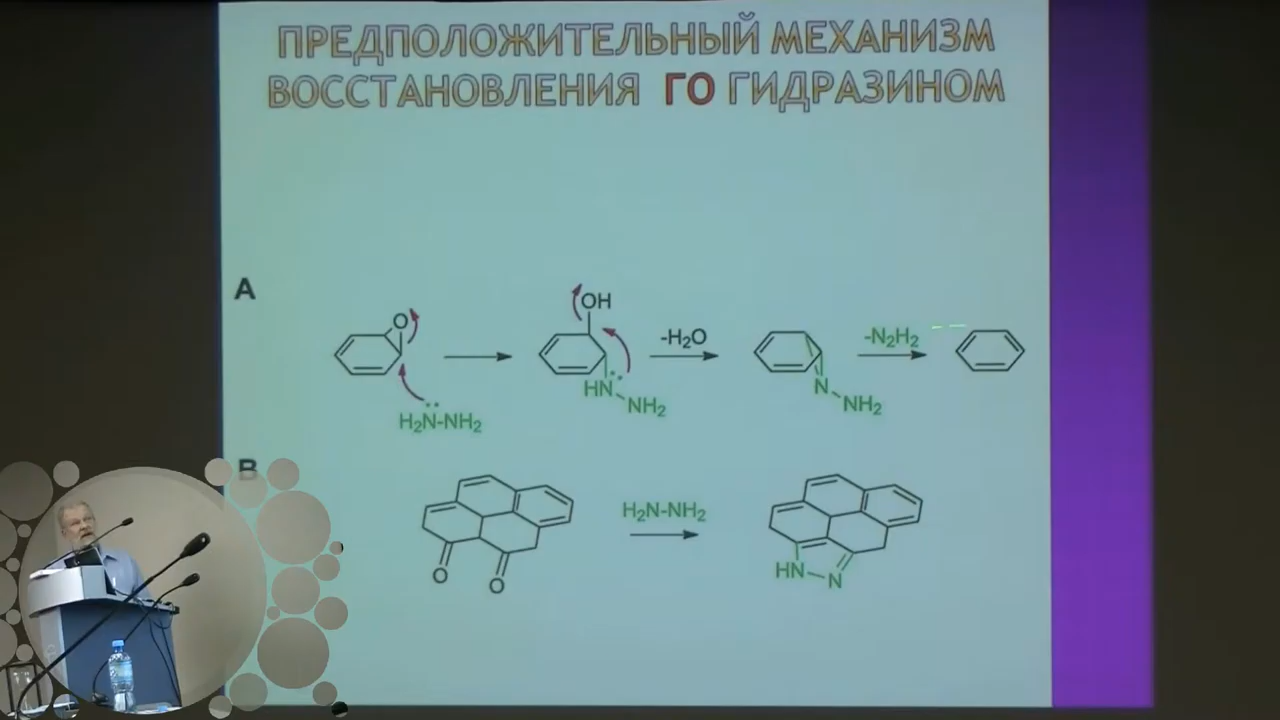 ПРЕДПОЛОЖИТЕЛЬНЫЙ МЕХАНИЗМ
ВОССТАНОВЛЕНИЯ ГО ГИДРАЗИНОМ
A
O
H₂N-NH₂
OH
HN
NH₂
-H₂O
N
NH₂
-N₂H₂
B
O
O
H₂N-NH₂
HN
N